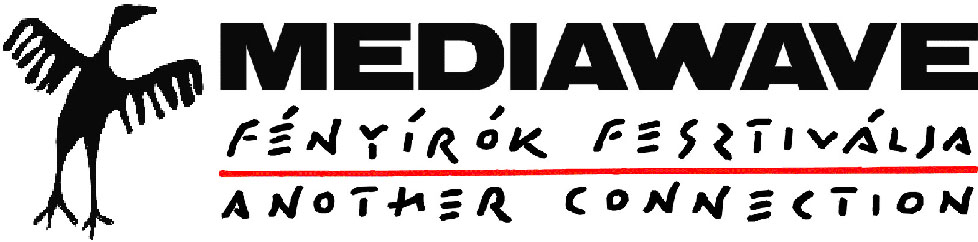 MEDIAWAVE
FÉNYÍRÓK FESZTIVÁLJA
ANOTHER CONNECTION